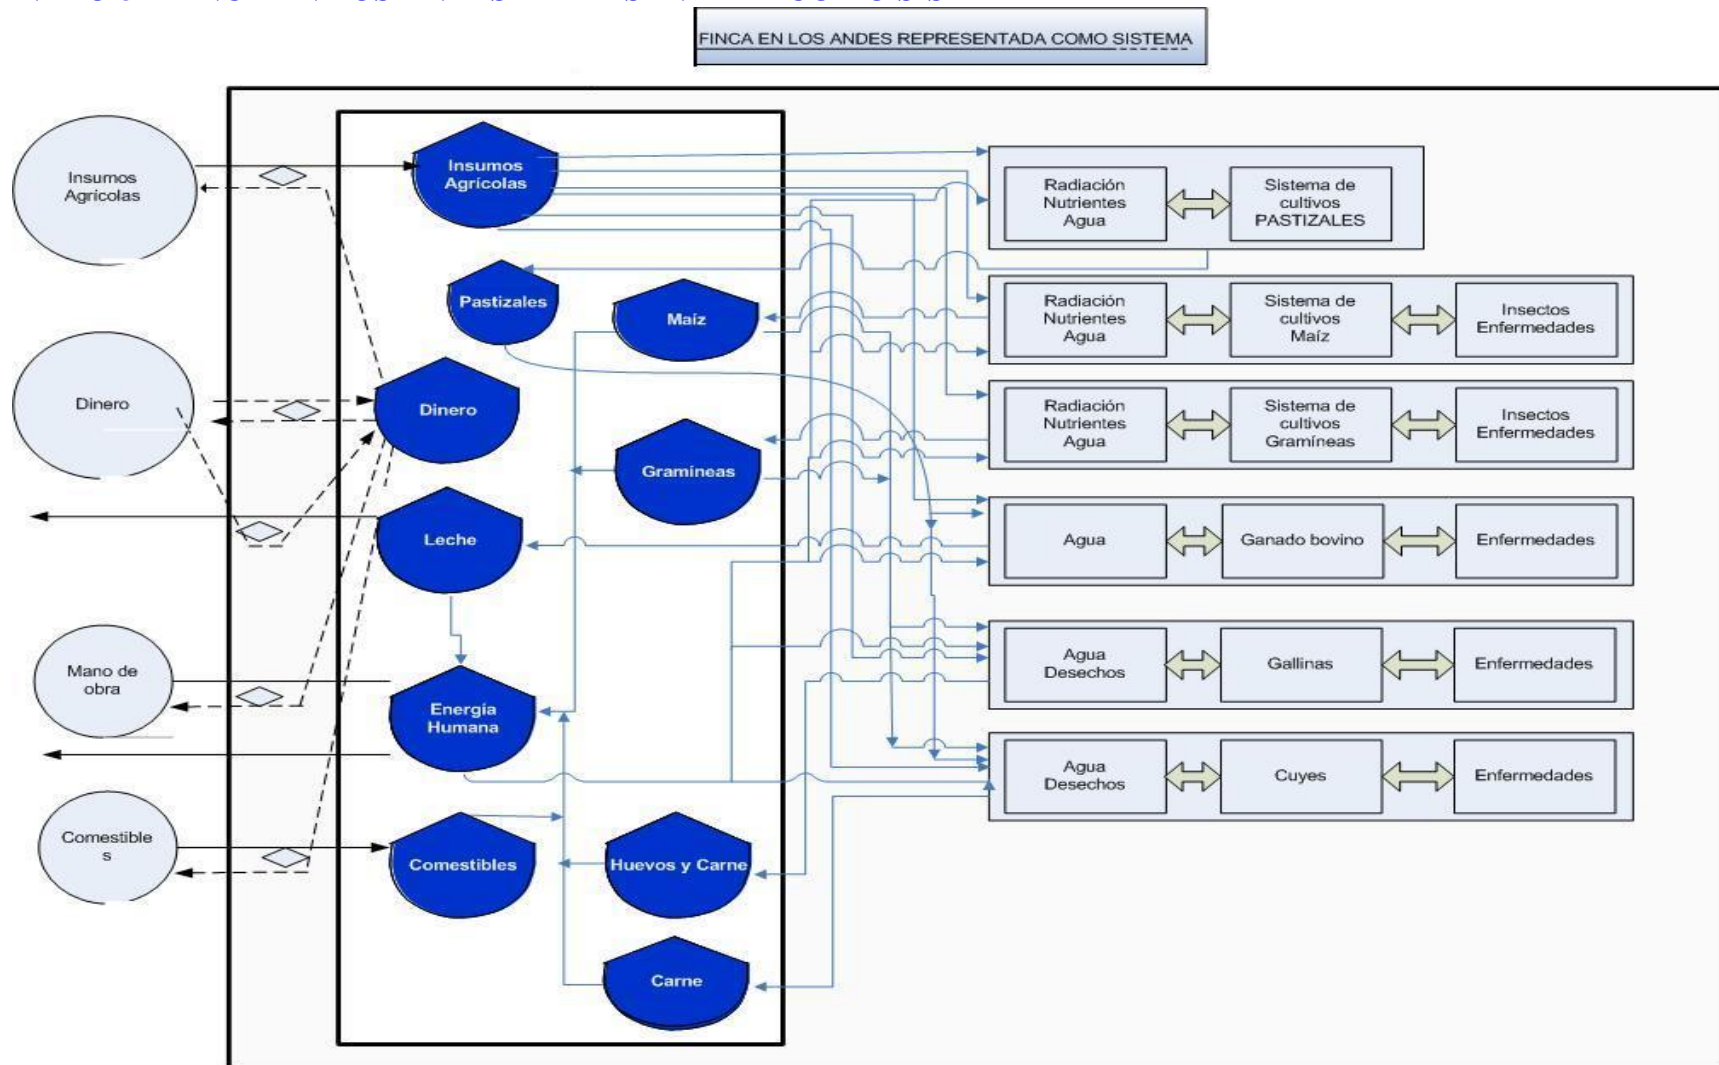 FINCA EN LOS ANDES REPRESENTADA COMO SISTEMA
Insumos
Agrícolas
Dinero
Mano de
obra
Comestible
s
Insumos
Agrícolas
Pastizales
Maíz
Dinero
Gramíneas
Leche
Energía
Humana
Comestibles
Huevos y Carne
Carne
Radiación
Nutrientes
Agua
Sistema de
cultivos
PASTIZALES
Radiación
Nutrientes
Agua
Sistema de
cultivos
Maíz
Insectos
Enfermedades
Radiación
Nutrientes
Agua
Sistema de
cultivos
Gramíneas
Insectos
Enfermedades
Agua
Ganado bovino
Enfermedades
Agua
Desechos
Gallinas
Enfermedades
Agua
Desechos
Cuyes
Enfermedades